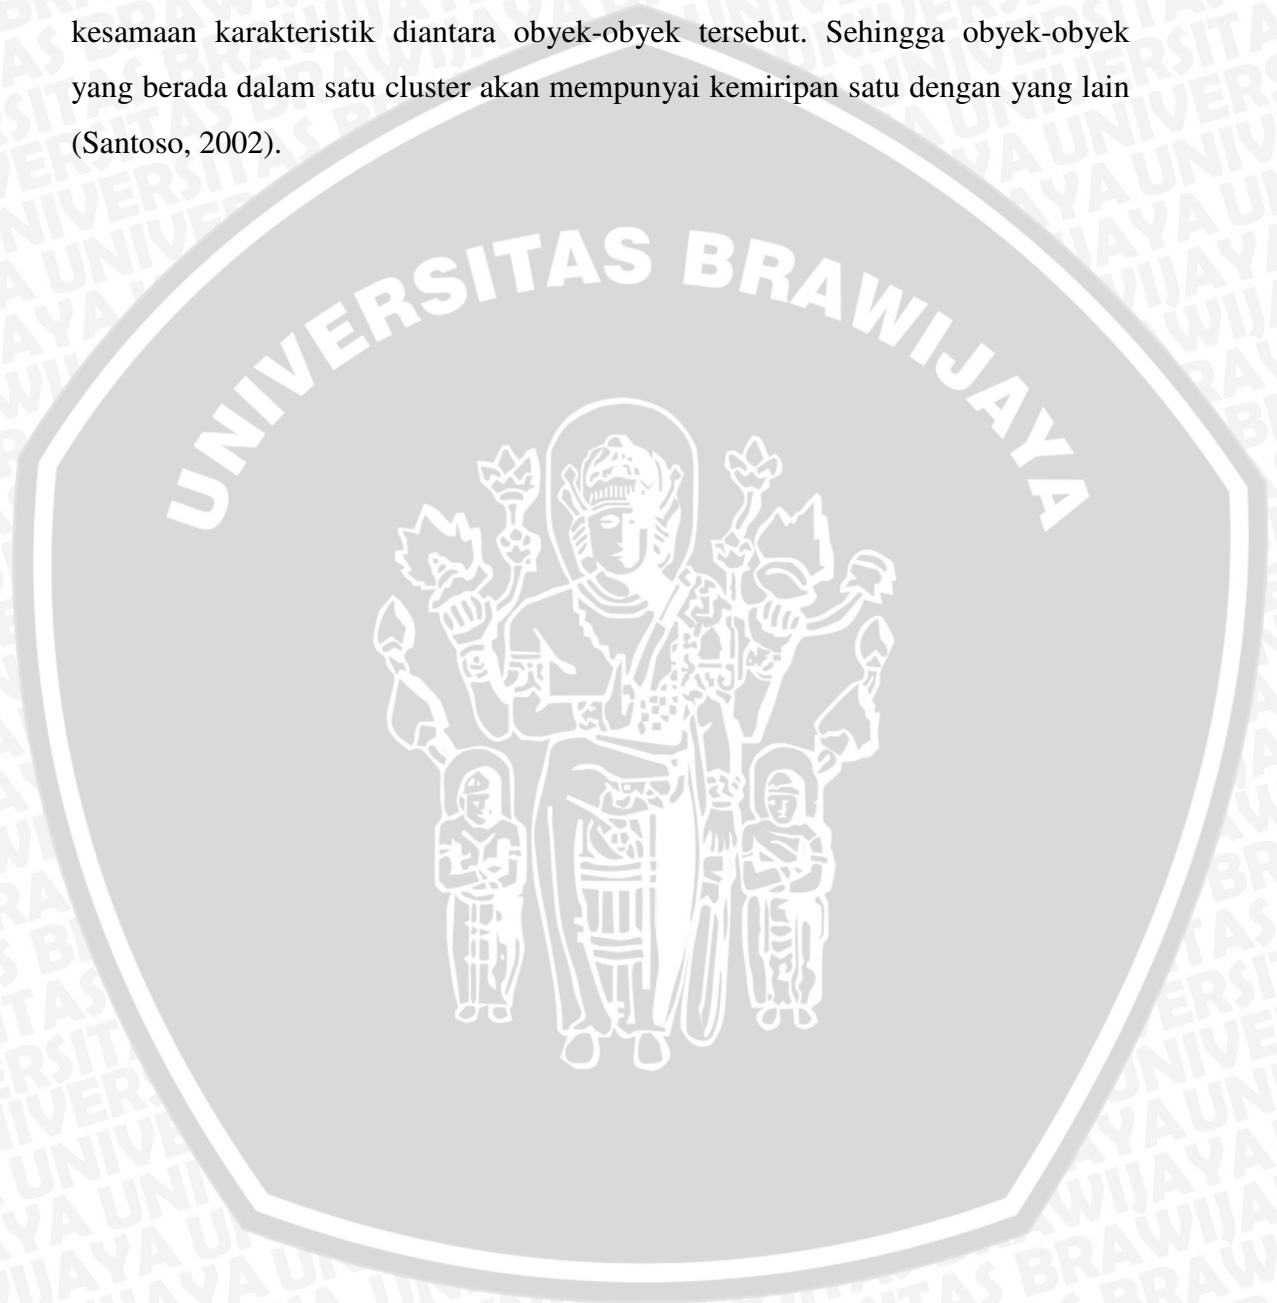 kesamaan karakteristik diantara obyek-obyek tersebut. Sehingga obyek-obyek
yang berada dalam satu cluster akan mempunyai kemiripan satu dengan yang lain
(Santoso, 2002).
UNIVERSITAS BRAWIJAYA